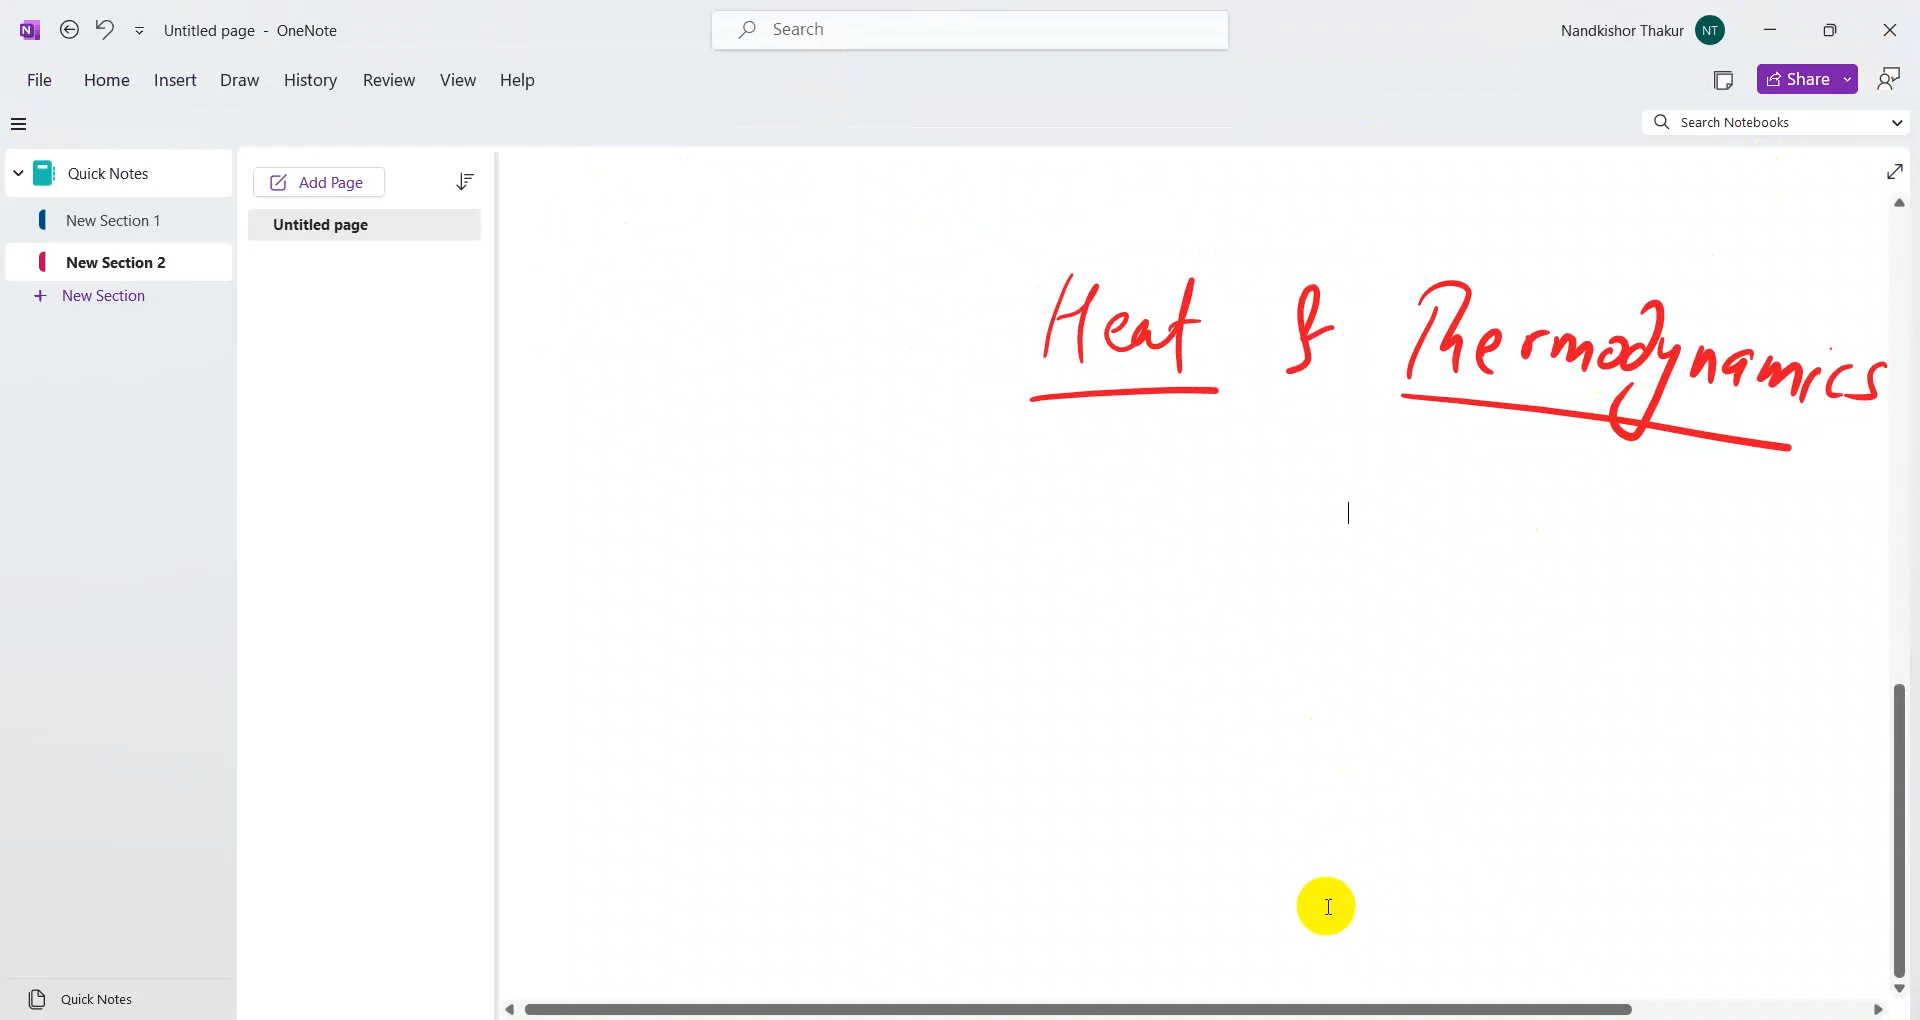 Untitled page - OneNote
Search
Nandkishor Thakur NT
File Home Insert Draw History Review View Help
Share
Search Notebooks
Quick Notes
New Section 1
New Section 2
+ New Section
Add Page
Untitled page
Heat & Thermodynamics
Quick Notes